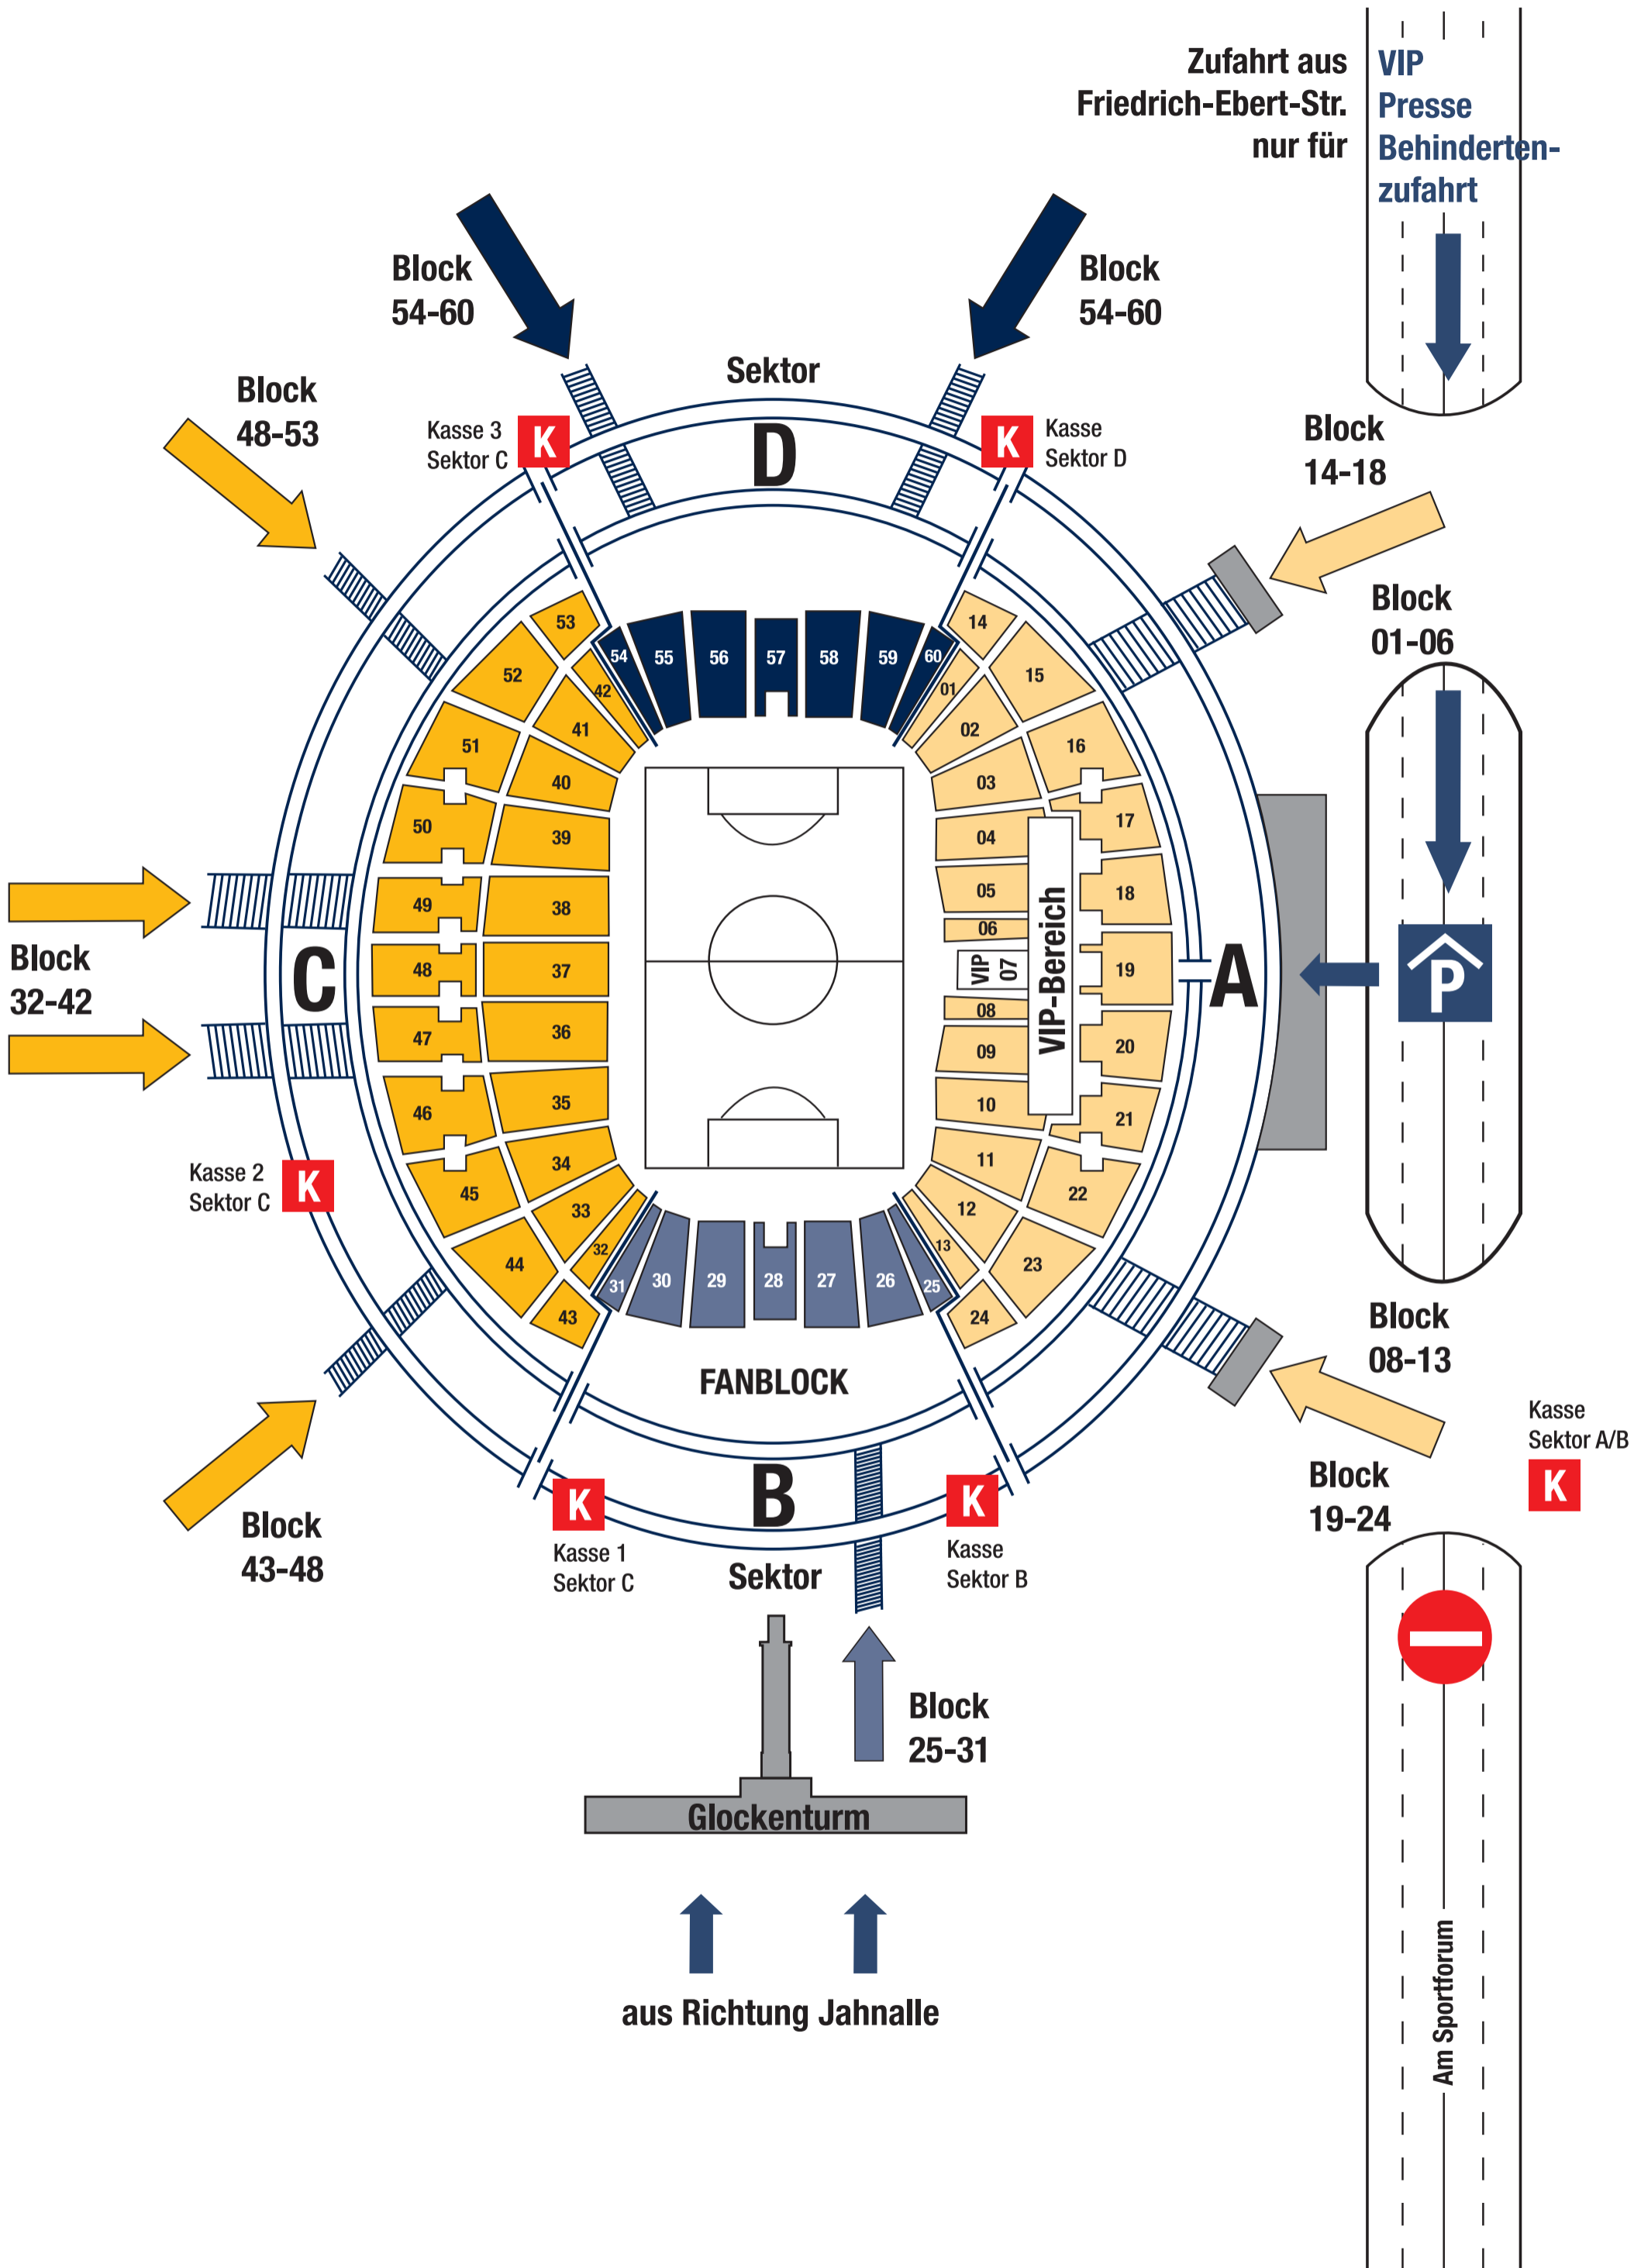 Zufahrt aus
Friedrich-Ebert-Str.
nur für
VIP
Presse
Behinderten-
zufahrt
Block
54-60
Block
54-60
Sektor
D
Block
48-53
Kasse 3
Sektor C
K
K
Kasse
Sektor D
Block
14-18
Block
01-06
53
54
55
56
57
58
59
60
14
52
42
01
15
41
02
51
16
40
03
50
39
17
04
49
38
18
05
06
Block
32-42
C
48
37
VIP
07
VIP-Bereich
19
A
P
08
47
36
20
09
46
35
21
10
34
11
Kasse 2
Sektor C
K
45
22
33
12
32
13
44
23
31
30
29
28
27
26
25
43
24
FANBLOCK
Block
08-13
Kasse
Sektor A/B
K
Block
19-24
Block
43-48
K
Kasse 1
Sektor C
B
Sektor
K
Kasse
Sektor B
Block
25-31
Glockenturm
aus Richtung Jahnalle
Am Sportforum